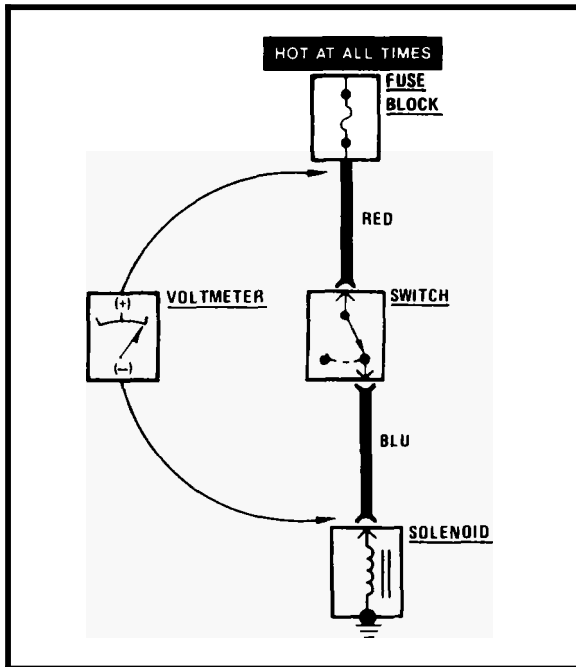 HOT AT ALL TIMES
FUSE
BLOCK
RED
VOLTMETER
(+)
(—)
SWITCH
BLU
SOLENOID